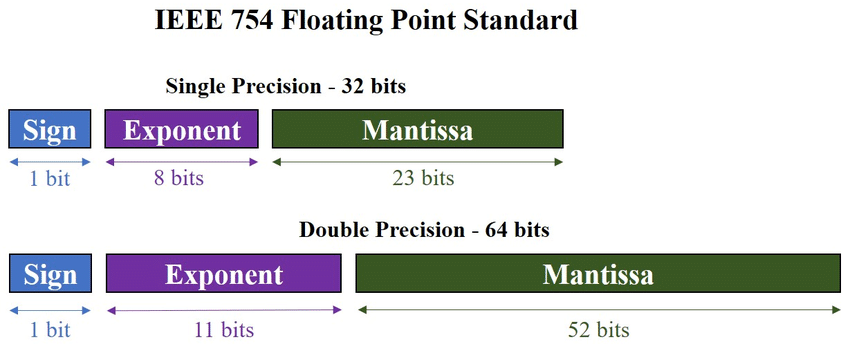 IEEE 754 Floating Point Standard
Single Precision - 32 bits
Sign Exponent Mantissa
1 bit 8 bits 23 bits
Double Precision - 64 bits
Sign Exponent Mantissa
1 bit 11 bits 52 bits